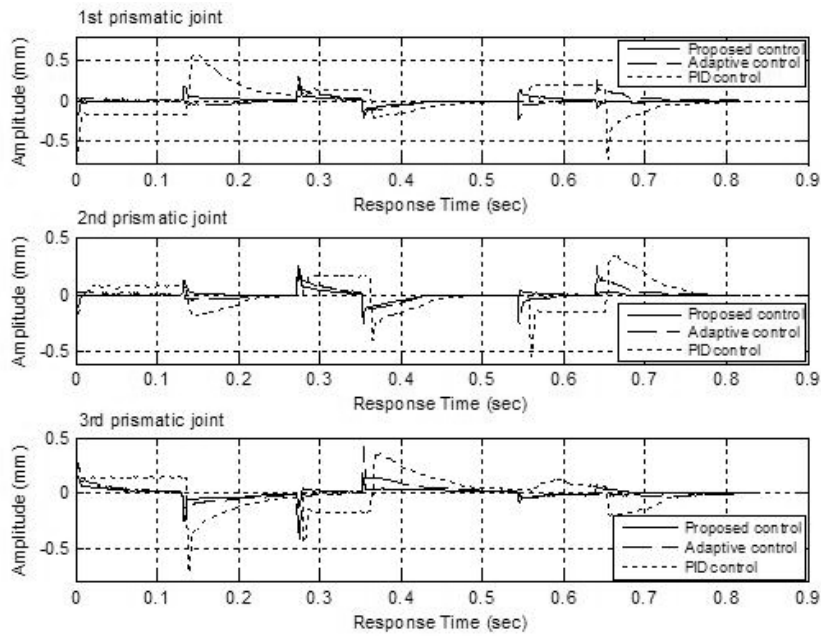 1st prismatic joint
Amplitude (mm)
0.5
0
-0.5
Proposed control
Adaptive control
PID control
0 0.1 0.2 0.3 0.4 0.5 0.6 0.7 0.8 0.9
Response Time (sec)
2nd prismatic joint
Amplitude (mm)
0.5
0
-0.5
Proposed control
Adaptive control
PID control
0 0.1 0.2 0.3 0.4 0.5 0.6 0.7 0.8 0.9
Response Time (sec)
3rd prismatic joint
Amplitude (mm)
0.5
0
-0.5
Proposed control
Adaptive control
PID control
0 0.1 0.2 0.3 0.4 0.5 0.6 0.7 0.8 0.9
Response Time (sec)